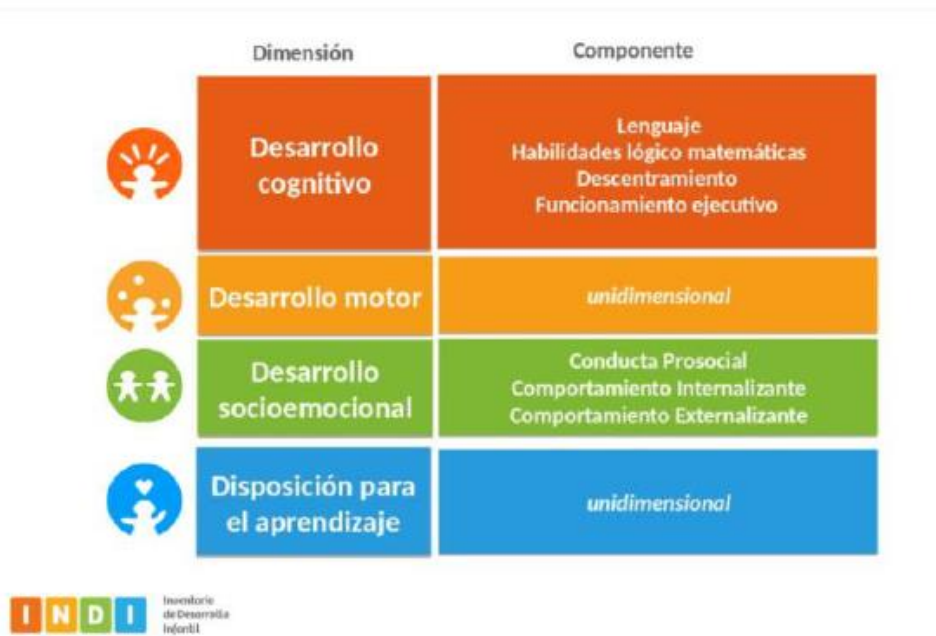 Dimensión
Componente
Desarrollo
cognitivo
Lenguaje
Habilidades lógico matemáticas
Descentramiento
Funcionamiento ejecutivo
Desarrollo motor
unidimensional
Desarrollo
socioemocional
Conducta Prosocial
Comportamiento Internalizante
Comportamiento Externalizante
Disposición para
el aprendizaje
unidimensional
INDI
Inventario
de Desarrollo
Infantil